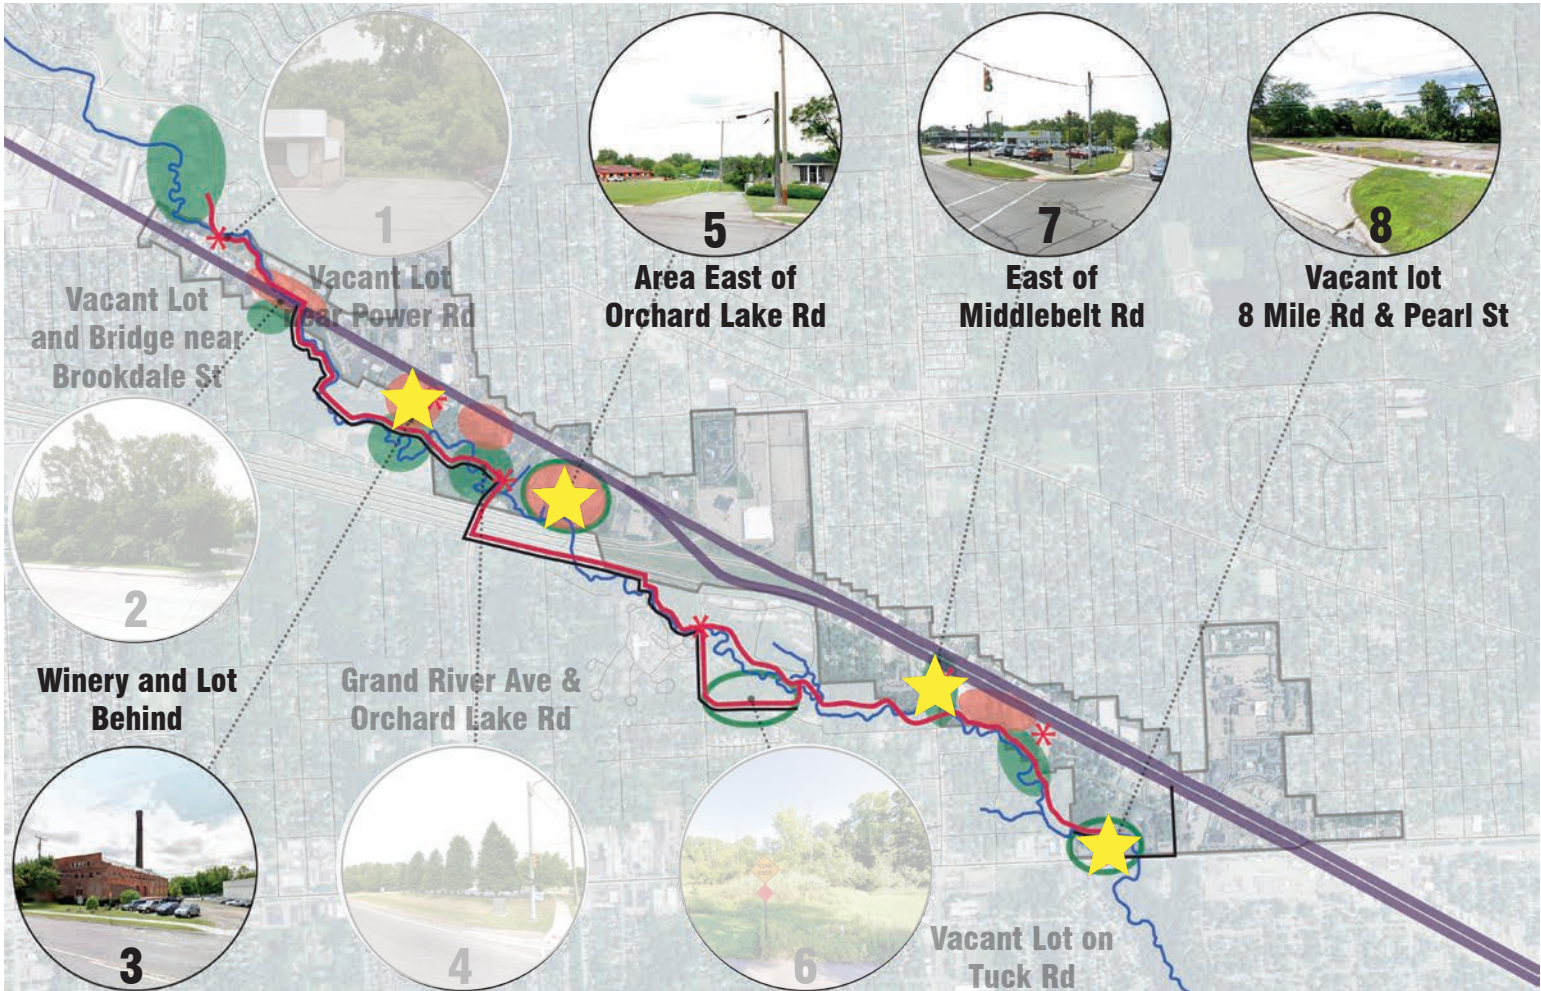 1
Vacant Lot
near Power Rd
5
Area East of
Orchard Lake Rd
7
East of
Middlebelt Rd
8
Vacant lot
8 Mile Rd & Pearl St
Vacant Lot
and Bridge near
Brookdale St
2
Winery and Lot
Behind
3
Grand River Ave &
Orchard Lake Rd
4
6
Vacant Lot on
Tuck Rd